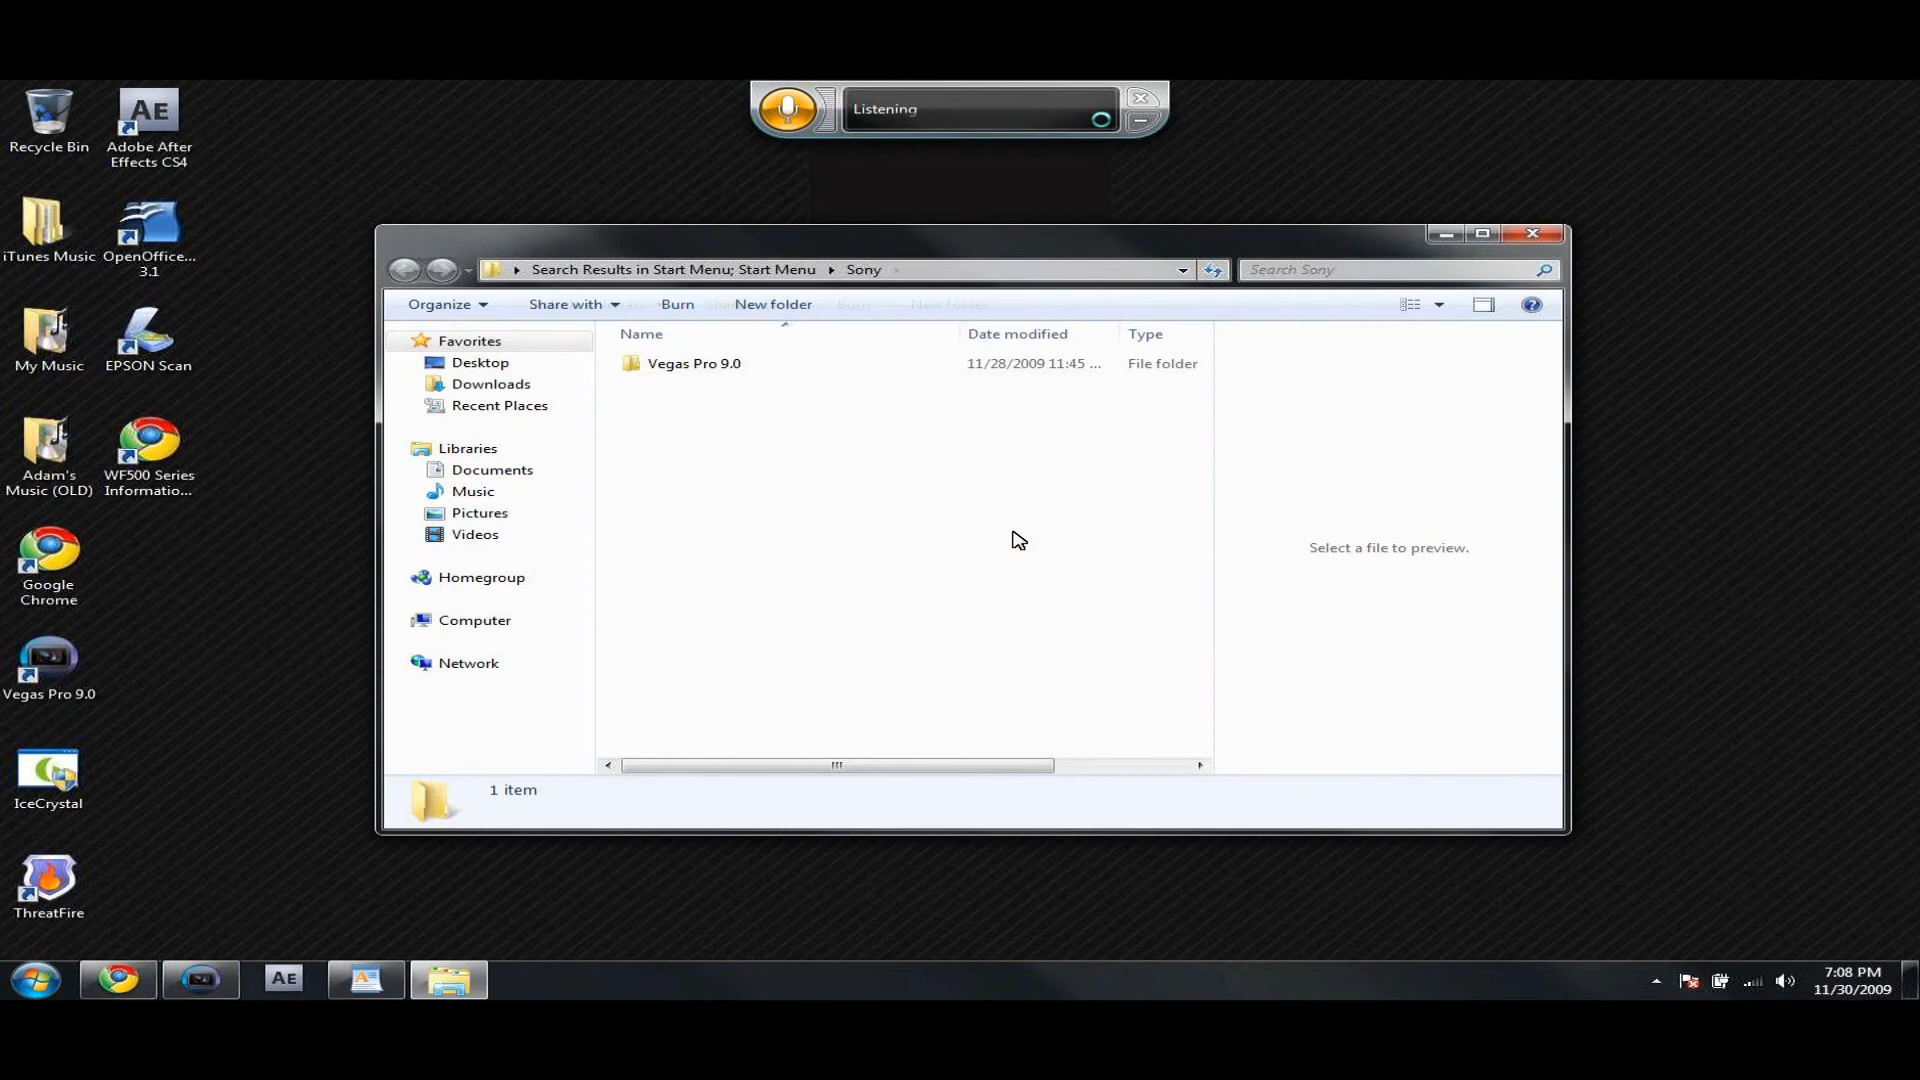 Listening
Recycle Bin
Adobe After
Effects CS4
iTunes Music
OpenOffice...
3.1
My Music
EPSON Scan
Adam's
Music (OLD)
WF500 Series
Informatio...
Google
Chrome
Vegas Pro 9.0
IceCrystal
ThreatFire
Search Results in Start Menu; Start Menu
Sony
Search Sony
Organize
Share with
Burn
New folder
Name
Date modified
Type
Vegas Pro 9.0
11/28/2009 11:45 ...
File folder
Favorites
Desktop
Downloads
Recent Places
Libraries
Documents
Music
Pictures
Videos
Homegroup
Computer
Network
Select a file to preview.
1 item
AE
7:08 PM
11/30/2009